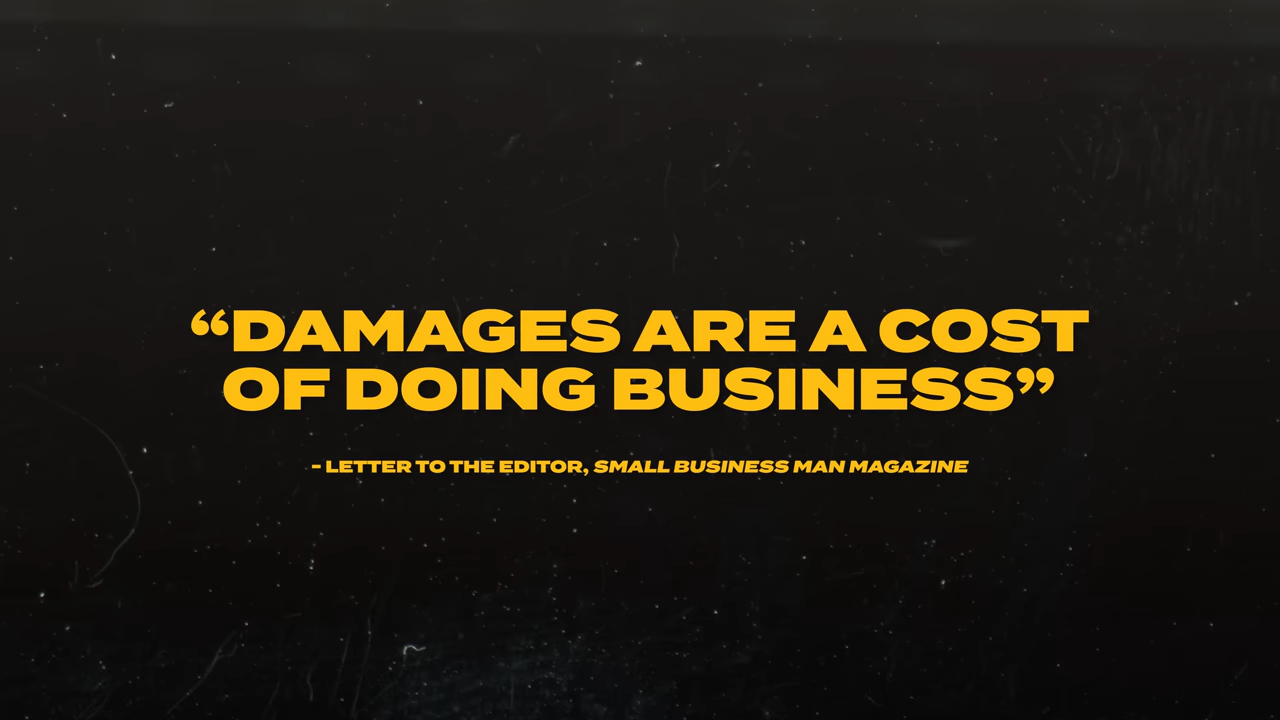 “DAMAGES ARE A COST
OF DOING BUSINESS”
– LETTER TO THE EDITOR, SMALL BUSINESS MAN MAGAZINE